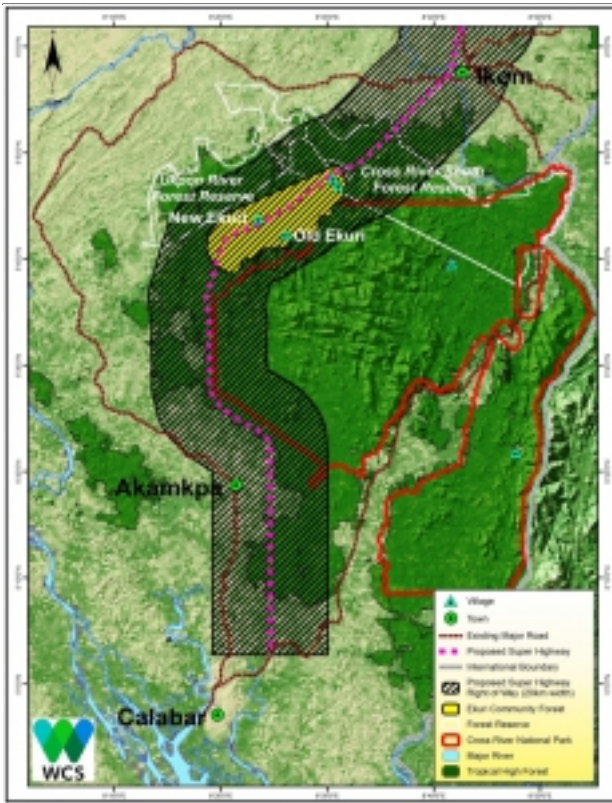 Ikom
Cross River South
Forest Reserve
Ukpon River
Forest Reserve
New Ekuri
Old Ekuri
Akamkpa
Calabar
WCS
Village
Town
Existing Major Road
Proposed Super Highway
International Boundary
Proposed Super Highway
Right of Way (20km width)
Ekuri Community Forest
Forest Reserve
Cross River National Park
Major River
Tropical High Forest